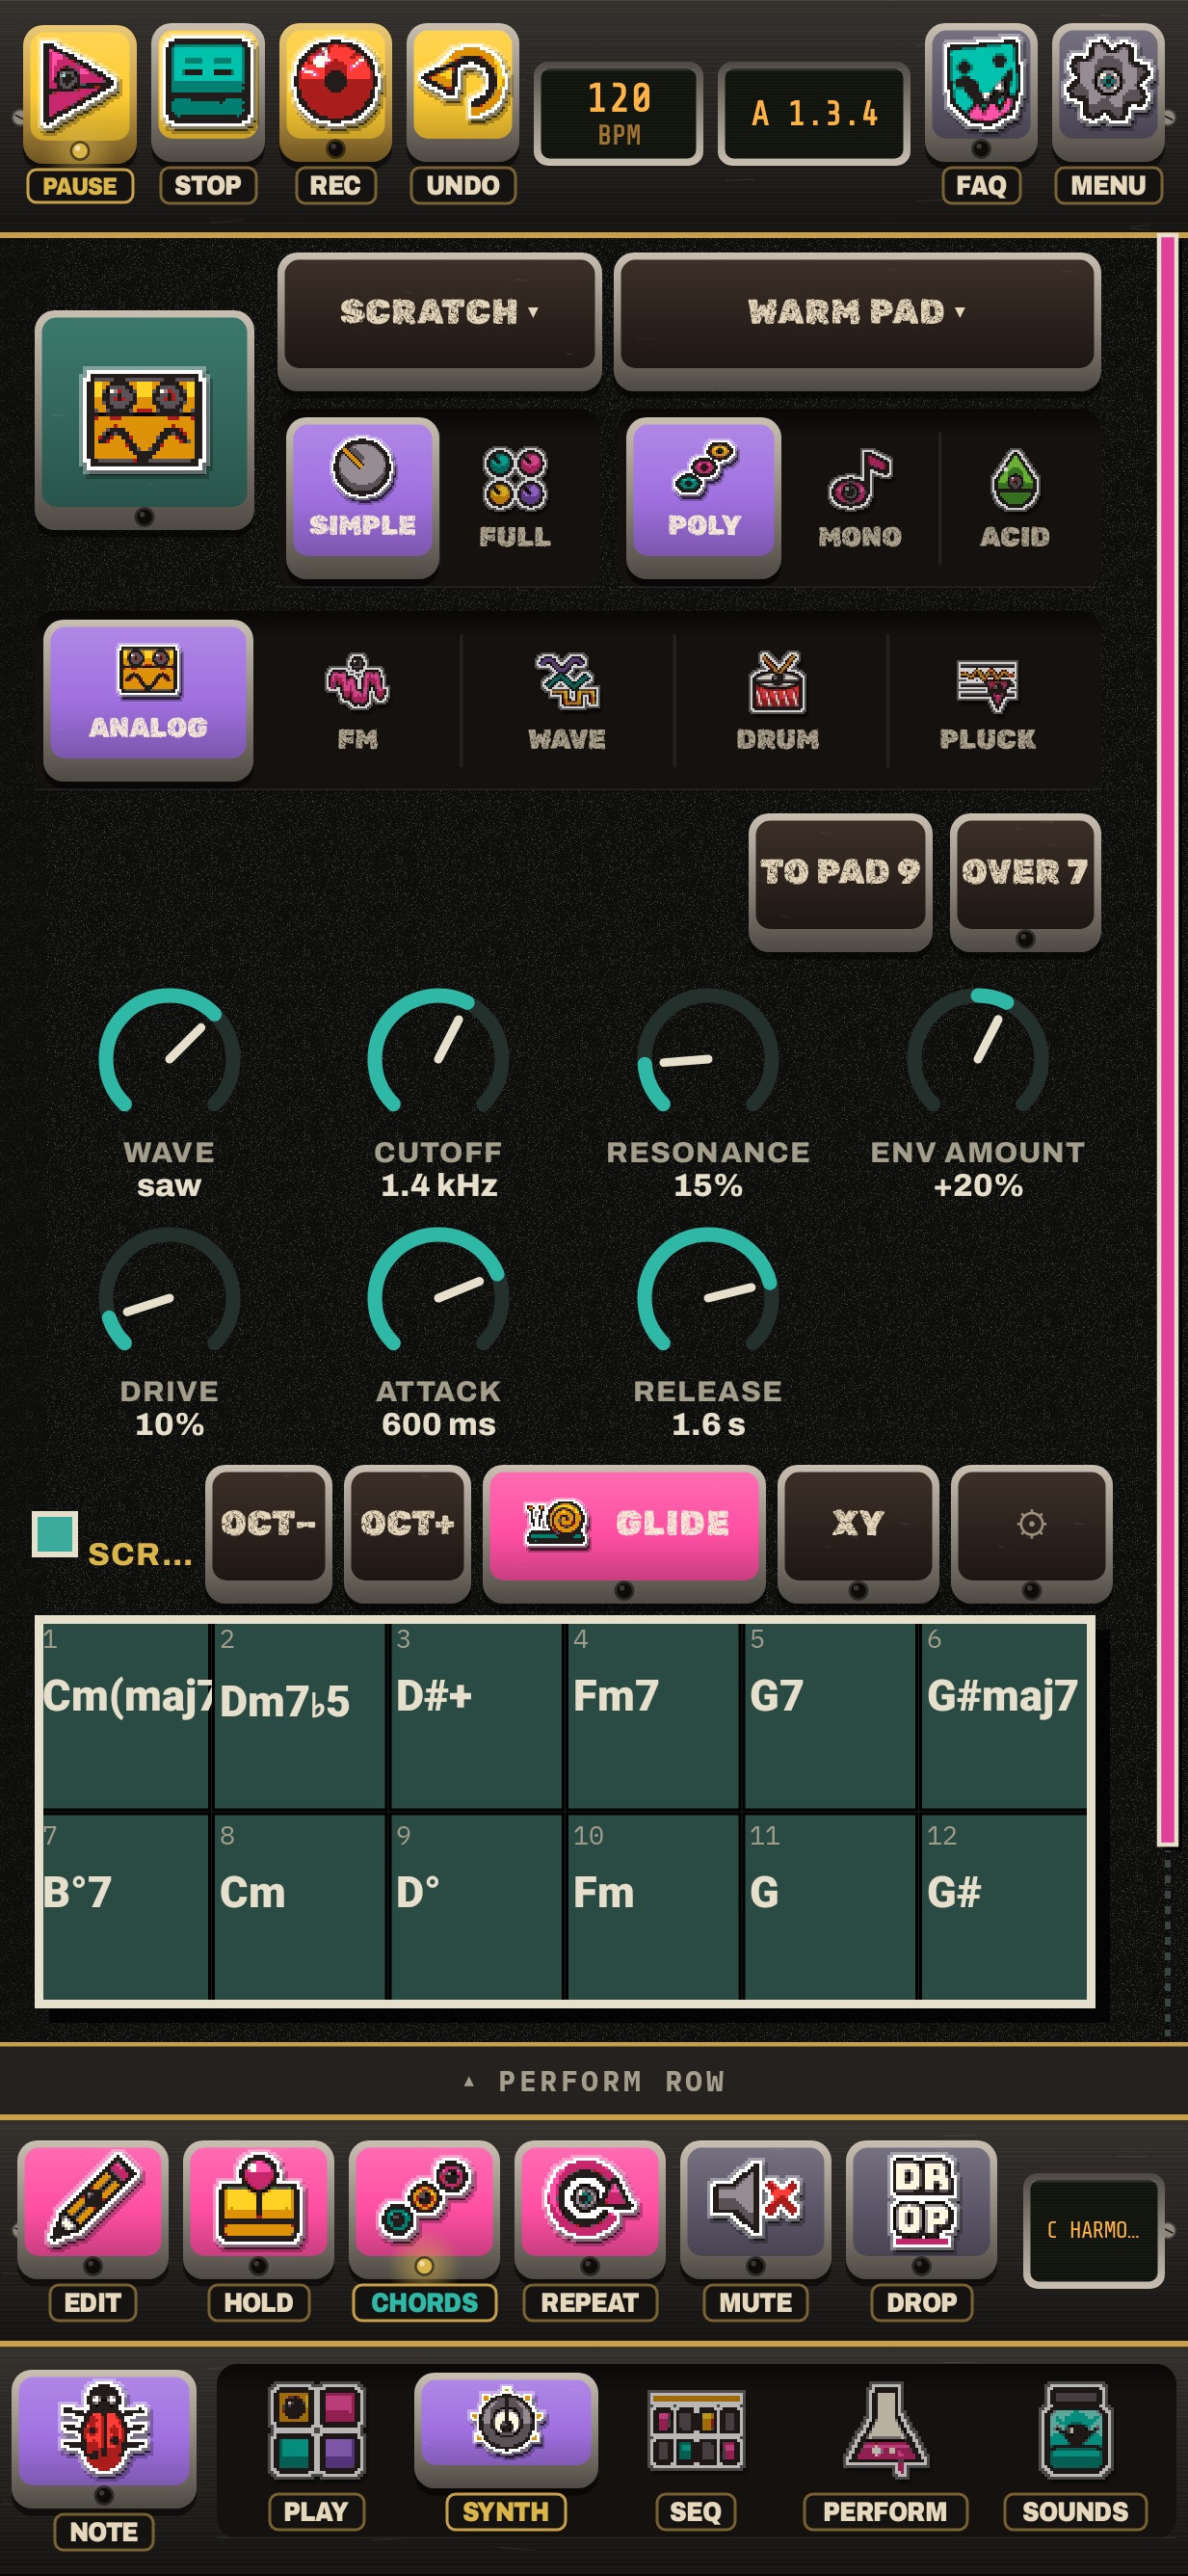 120
BPM
A 1.3.4
PAUSE STOP REC UNDO FAQ MENU
SCRATCH ▾ WARM PAD ▾
SIMPLE FULL POLY MONO ACID
ANALOG FM WAVE DRUM PLUCK
TO PAD 9 OVER 7
WAVE CUTOFF RESONANCE ENV AMOUNT
saw 1.4 kHz 15% +20%
DRIVE ATTACK RELEASE
10% 600 ms 1.6 s
SCR... OCT- OCT+ GLIDE XY
1 2 3 4 5 6
Cm(maj7 Dm7♭5 D#+ Fm7 G7 G#maj7
7 8 9 10 11 12
B°7 Cm D° Fm G G#
▴ PERFORM ROW
DR
OP
C HARMO...
EDIT HOLD CHORDS REPEAT MUTE DROP
NOTE PLAY SYNTH SEQ PERFORM SOUNDS